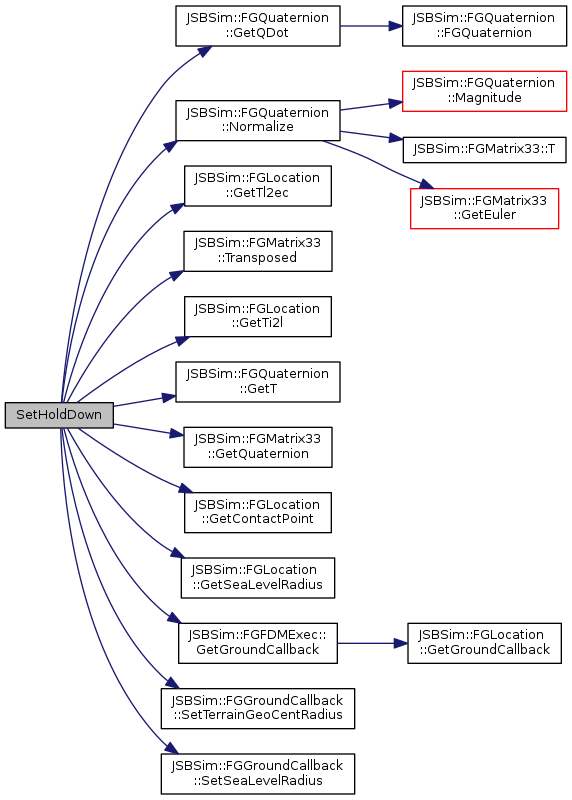 JSBSim::FGQuaternion
::GetQDot
JSBSim::FGQuaternion
::FGQuaternion
JSBSim::FGQuaternion
::Normalize
JSBSim::FGQuaternion
::Magnitude
JSBSim::FGMatrix33::T
JSBSim::FGMatrix33
::GetEuler
JSBSim::FGLocation
::GetTl2ec
JSBSim::FGMatrix33
::Transposed
JSBSim::FGLocation
::GetTi2l
JSBSim::FGQuaternion
::GetT
SetHoldDown
JSBSim::FGMatrix33
::GetQuaternion
JSBSim::FGLocation
::GetContactPoint
JSBSim::FGLocation
::GetSeaLevelRadius
JSBSim::FGFDMExec::
GetGroundCallback
JSBSim::FGLocation
::GetGroundCallback
JSBSim::FGGroundCallback
::SetTerrainGeoCentRadius
JSBSim::FGGroundCallback
::SetSeaLevelRadius